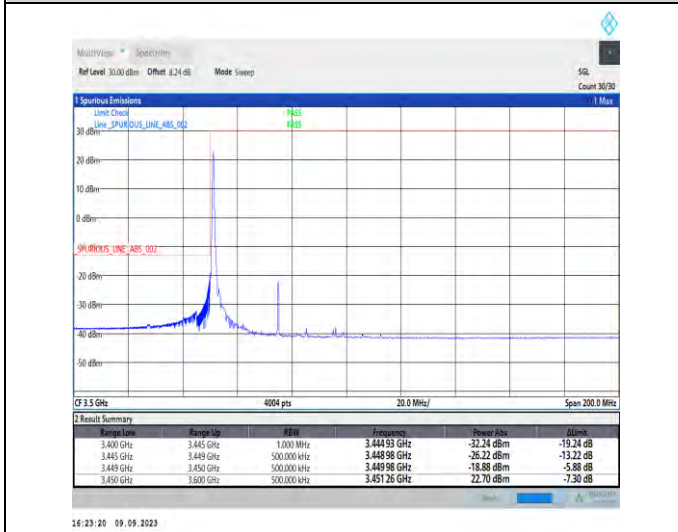 MultiView Spectrum
Ref Level 30.00 dBm Offset 8.24 dB Mode Sweep SGL
Count 30/30
1 Spurious Emissions 1 Max
Limit Check PASS
Line _SPURIOUS_LINE_ABS_002 PASS
30 dBm
20 dBm
10 dBm
0 dBm
_SPURIOUS_LINE_ABS_002
-20 dBm
-30 dBm
-40 dBm
-50 dBm
CF 3.5 GHz 4004 pts 20.0 MHz/ Span 200.0 MHz
2 Result Summary
Range Low Range Up RBW Frequency Power Abs ΔLimit
3.400 GHz 3.445 GHz 1.000 MHz 3.444 93 GHz -32.24 dBm -19.24 dB
3.445 GHz 3.449 GHz 500.000 kHz 3.448 98 GHz -26.22 dBm -13.22 dB
3.449 GHz 3.450 GHz 500.000 kHz 3.449 98 GHz -18.88 dBm -5.88 dB
3.450 GHz 3.600 GHz 500.000 kHz 3.451 26 GHz 22.70 dBm -7.30 dB
16:23:20 09.09.2023